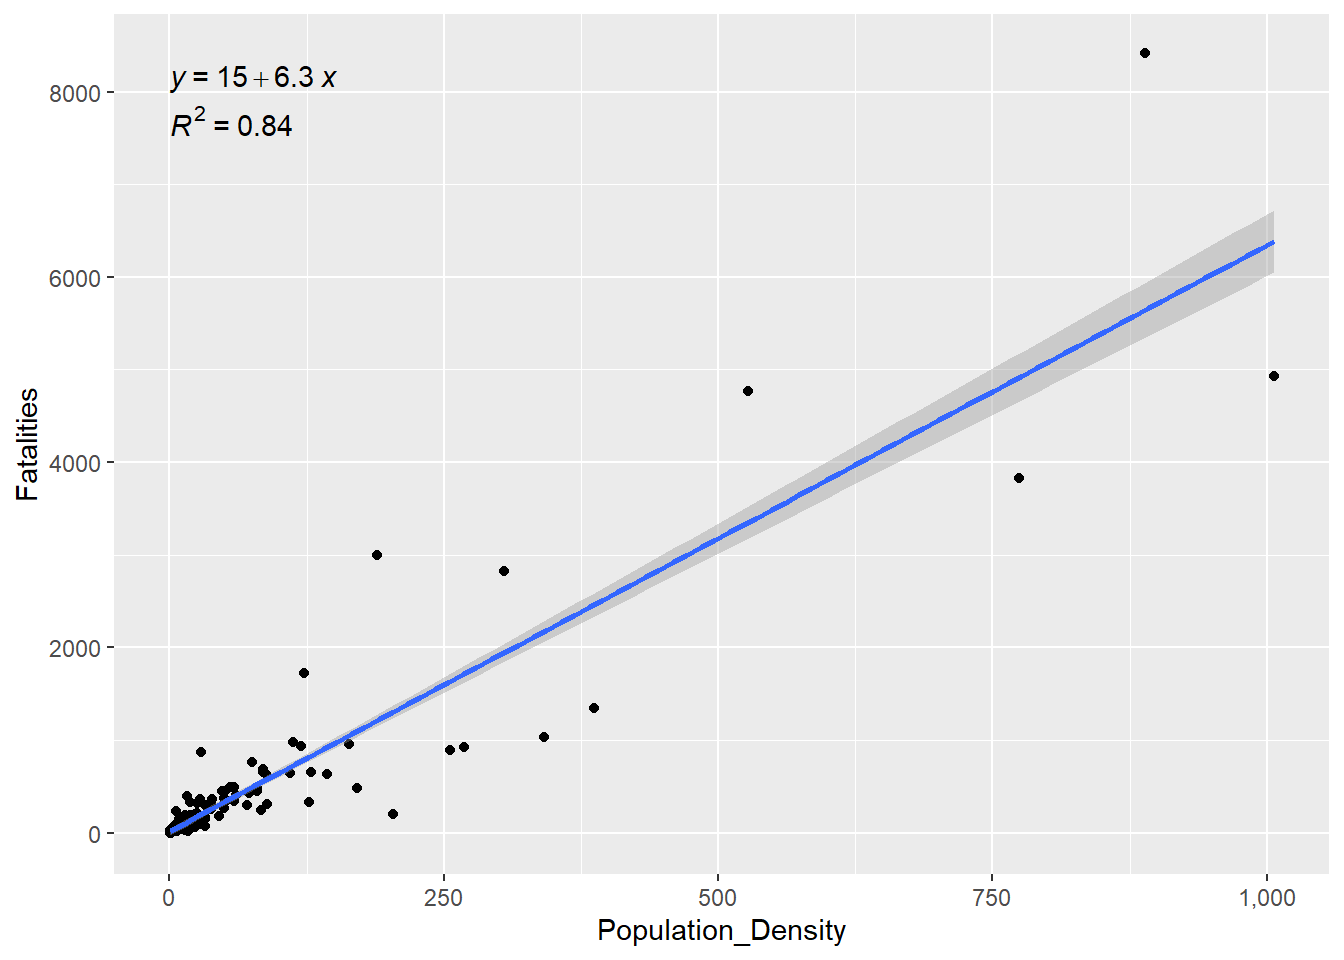 y = 15 + 6.3 x
R² = 0.84
8000
6000
4000
2000
0
Fatalities
0 250 500 750 1,000
Population_Density